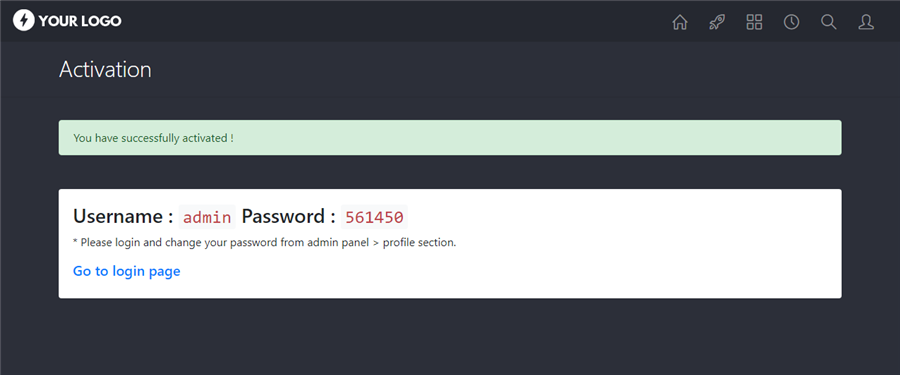 YOUR LOGO
Activation
You have successfully activated !
Username : admin Password : 561450
* Please login and change your password from admin panel > profile section.
Go to login page